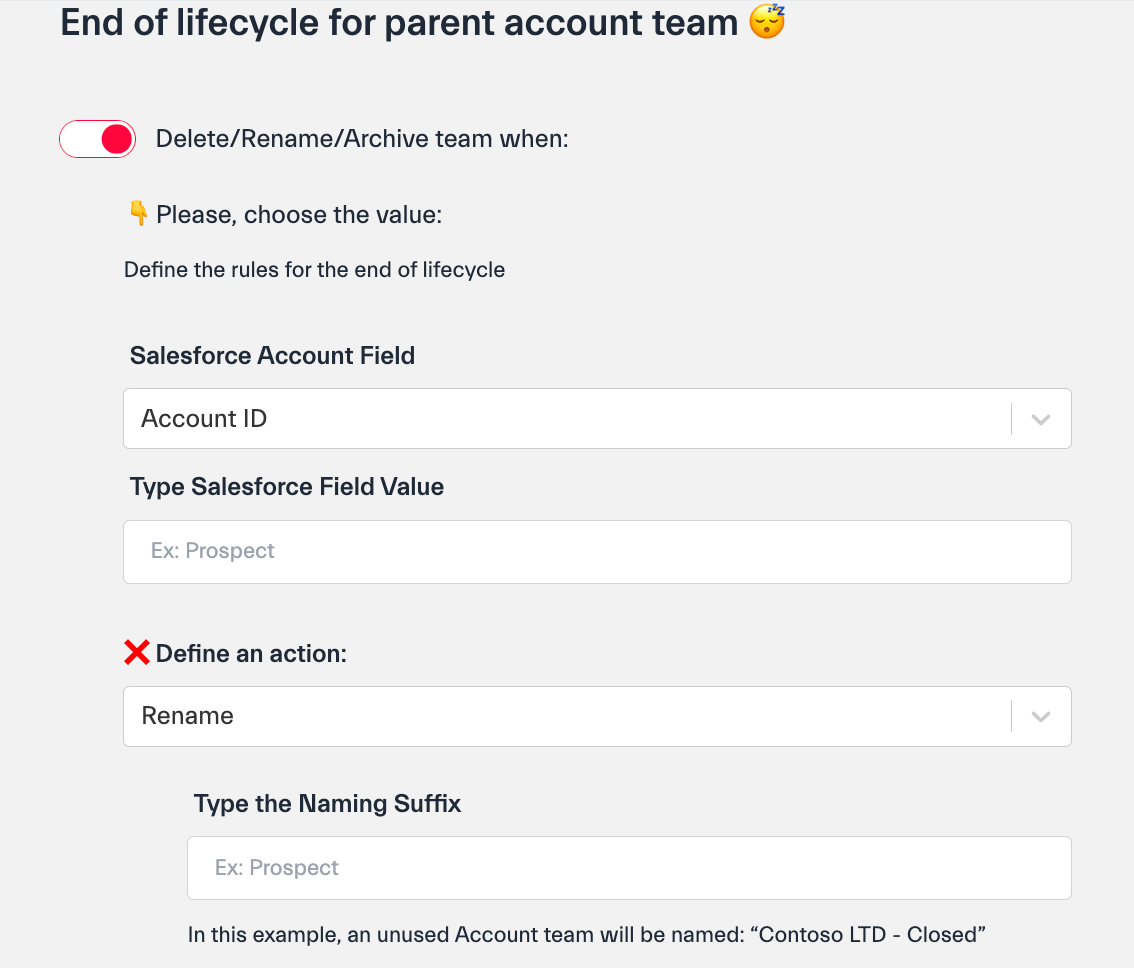 End of lifecycle for parent account team 😴
Delete/Rename/Archive team when:
👇 Please, choose the value:
Define the rules for the end of lifecycle
Salesforce Account Field
Account ID
Type Salesforce Field Value
Ex: Prospect
❌ Define an action:
Rename
Type the Naming Suffix
Ex: Prospect
In this example, an unused Account team will be named: “Contoso LTD - Closed”